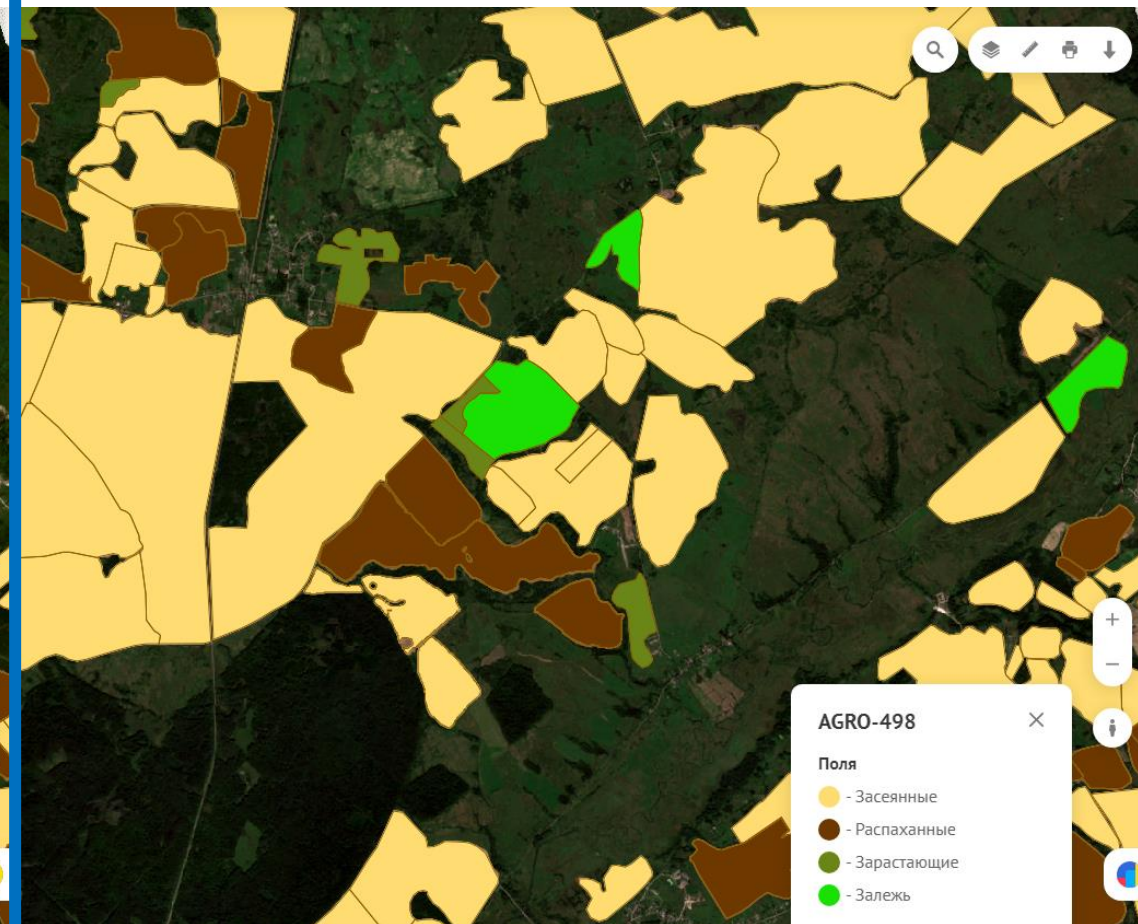 AGRO-498
Поля
- Засеянные
- Распаханные
- Зарастающие
- Залежь